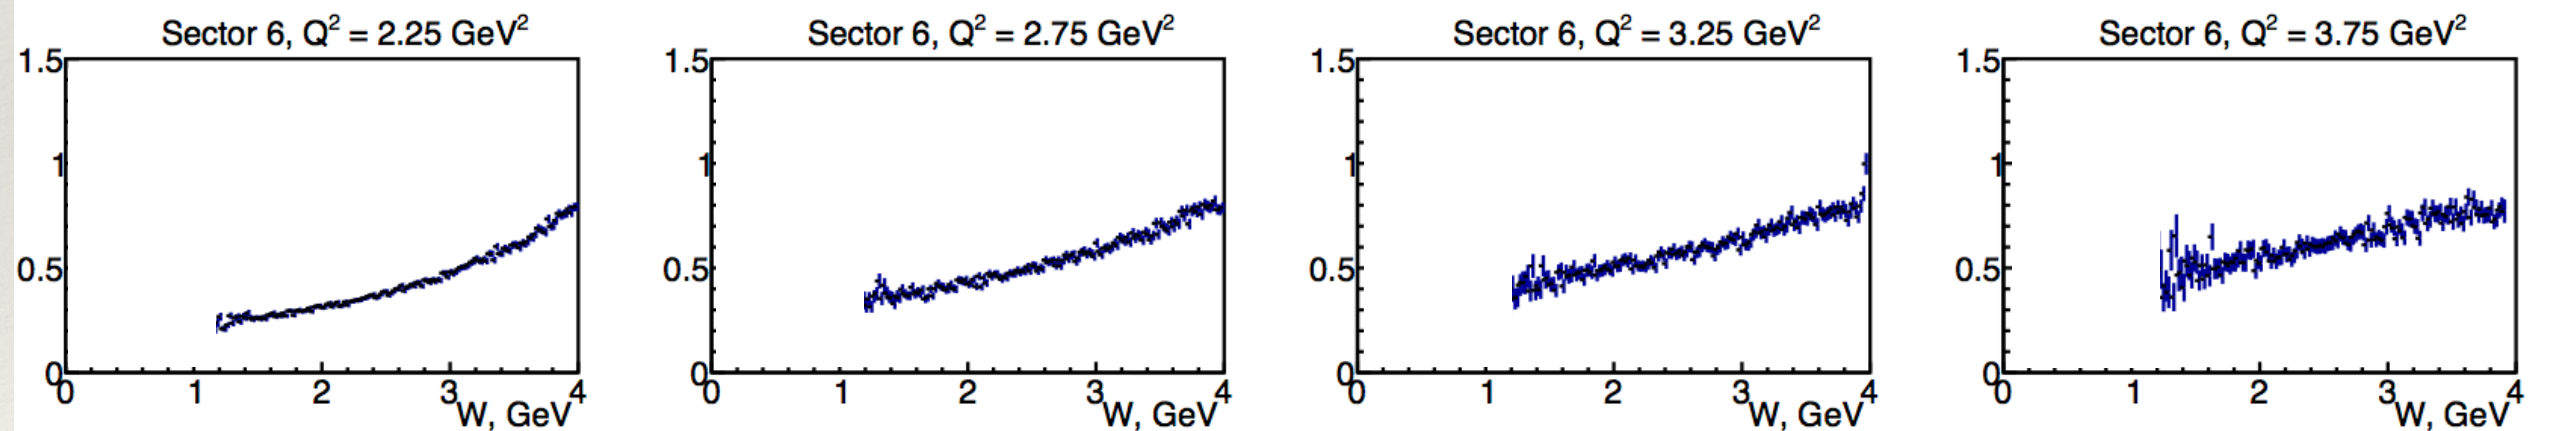 Sector 6, Q² = 2.25 GeV²
1.5
1
0.5
0
0 1 2 3 4
W, GeV
Sector 6, Q² = 2.75 GeV²
1.5
1
0.5
0
0 1 2 3 4
W, GeV
Sector 6, Q² = 3.25 GeV²
1.5
1
0.5
0
0 1 2 3 4
W, GeV
Sector 6, Q² = 3.75 GeV²
1.5
1
0.5
0
0 1 2 3 4
W, GeV